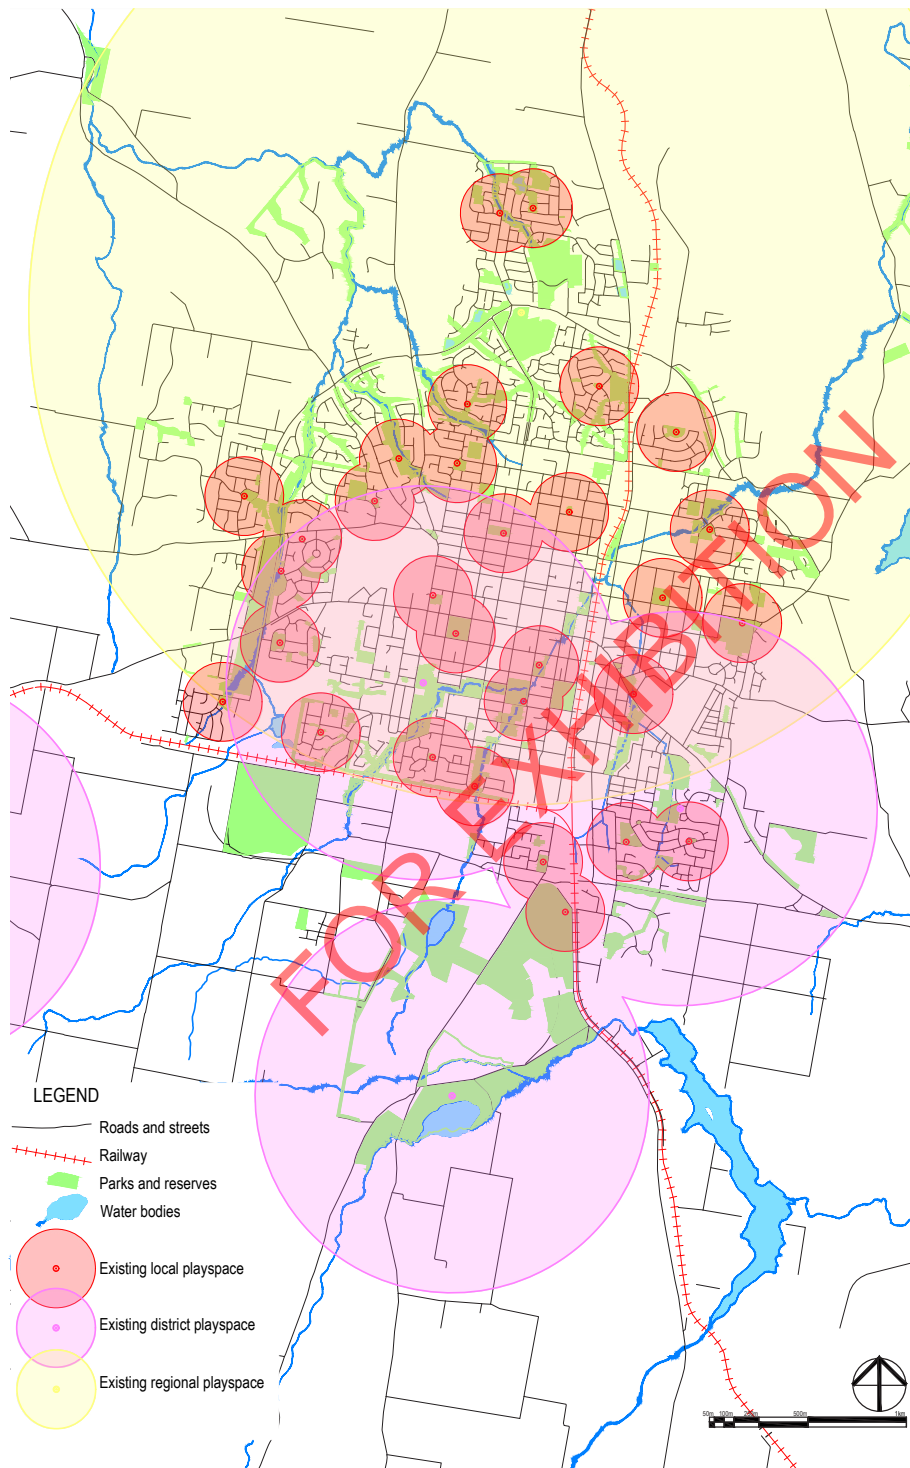 FOR EXHIBITION
LEGEND
Roads and streets
Railway
Parks and reserves
Water bodies
Existing local playspace
Existing district playspace
Existing regional playspace
50m 100m 250m 500m 1km